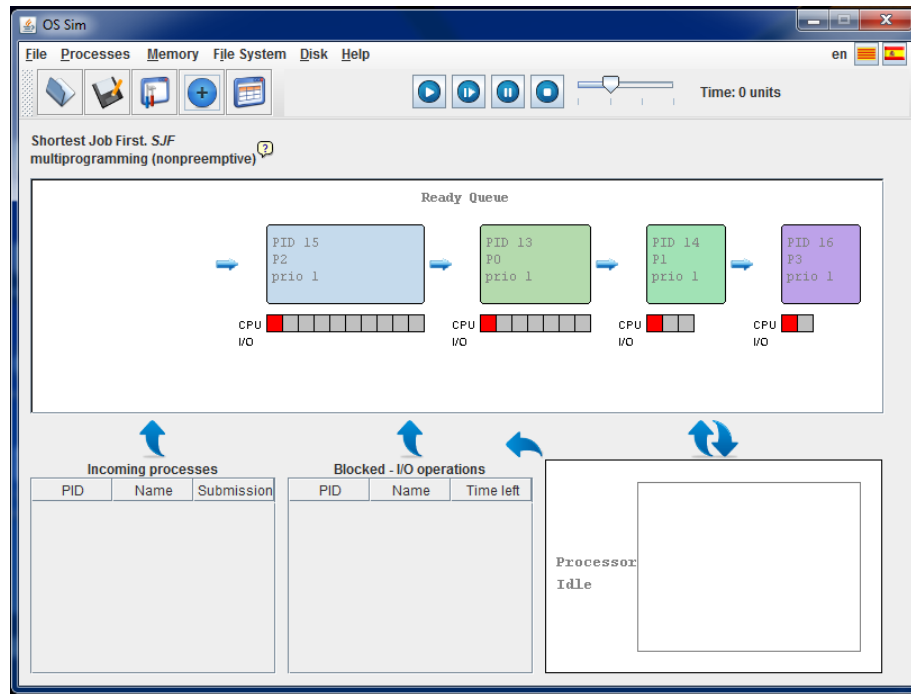 OS Sim
File Processes Memory File System Disk Help en
Time: 0 units
Shortest Job First. SJF
multiprogramming (nonpreemptive) ?
Ready Queue
PID 15 PID 13 PID 14 PID 16
P2 P0 P1 P3
prio 1 prio 1 prio 1 prio 1
CPU CPU CPU CPU
I/O I/O I/O I/O
Incoming processes Blocked - I/O operations
PID Name Submission PID Name Time left
Processor
Idle